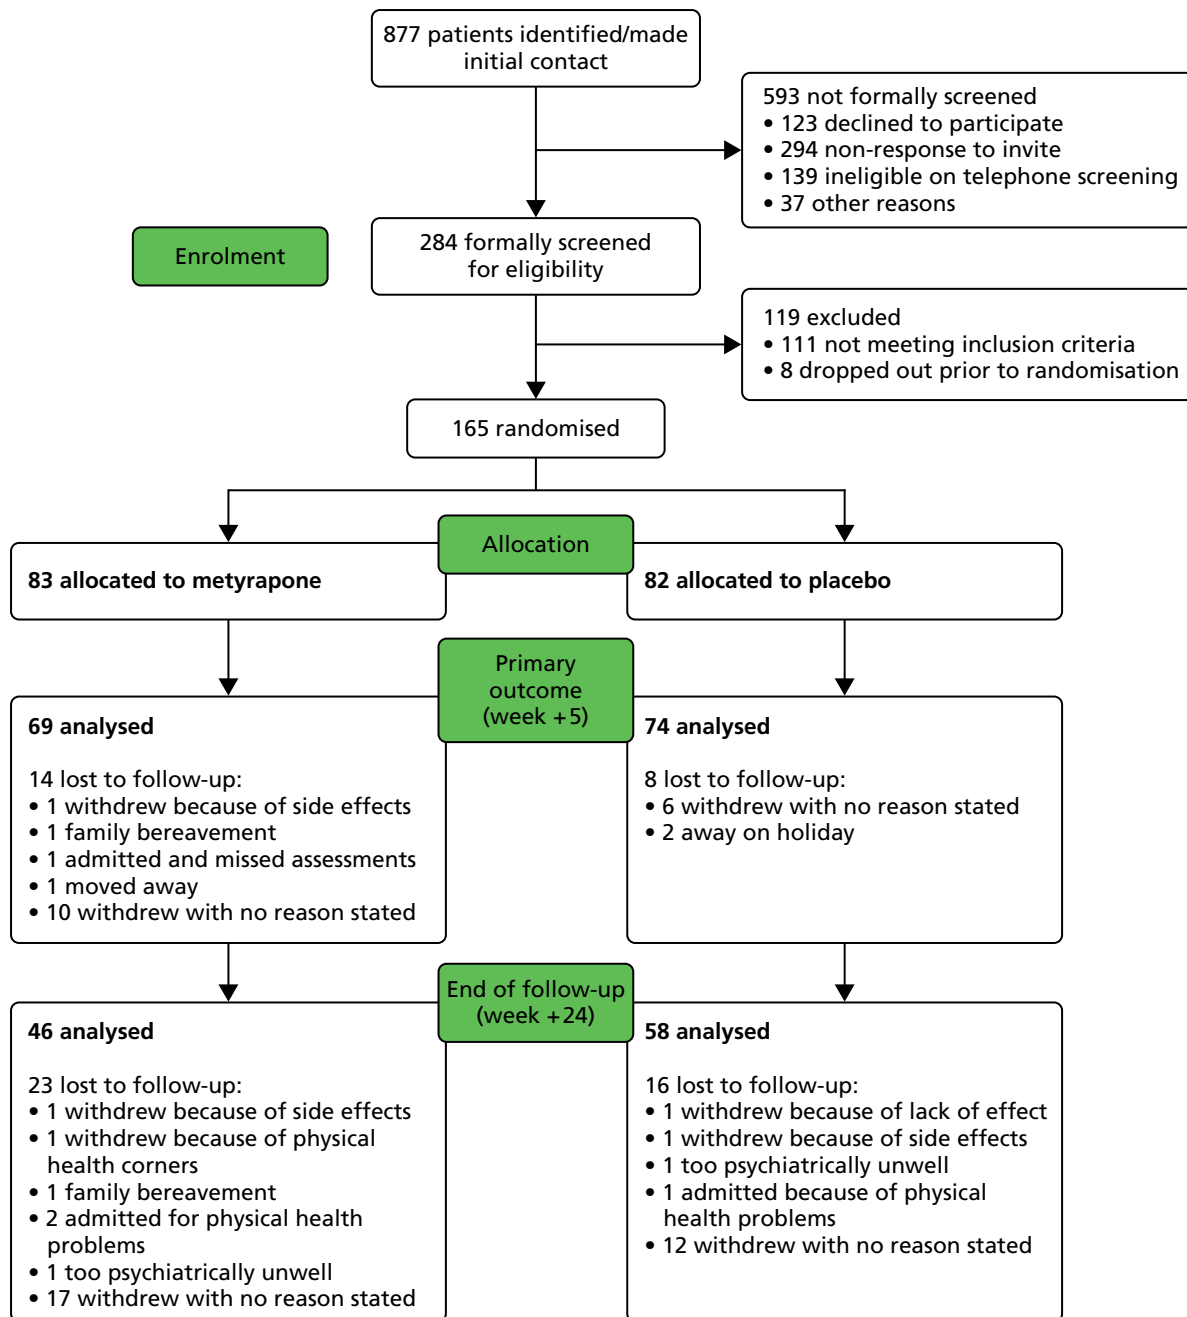 877 patients identified/made
initial contact
593 not formally screened
• 123 declined to participate
• 294 non-response to invite
• 139 ineligible on telephone screening
• 37 other reasons
Enrolment
284 formally screened
for eligibility
119 excluded
• 111 not meeting inclusion criteria
• 8 dropped out prior to randomisation
165 randomised
Allocation
83 allocated to metyrapone
82 allocated to placebo
Primary
outcome
(week +5)
69 analysed
14 lost to follow-up:
• 1 withdrew because of side effects
• 1 family bereavement
• 1 admitted and missed assessments
• 1 moved away
• 10 withdrew with no reason stated
74 analysed
8 lost to follow-up:
• 6 withdrew with no reason stated
• 2 away on holiday
End of follow-up
(week +24)
46 analysed
23 lost to follow-up:
• 1 withdrew because of side effects
• 1 withdrew because of physical
health corners
• 1 family bereavement
• 2 admitted for physical health
problems
• 1 too psychiatrically unwell
• 17 withdrew with no reason stated
58 analysed
16 lost to follow-up:
• 1 withdrew because of lack of effect
• 1 withdrew because of side effects
• 1 too psychiatrically unwell
• 1 admitted because of physical
health problems
• 12 withdrew with no reason stated